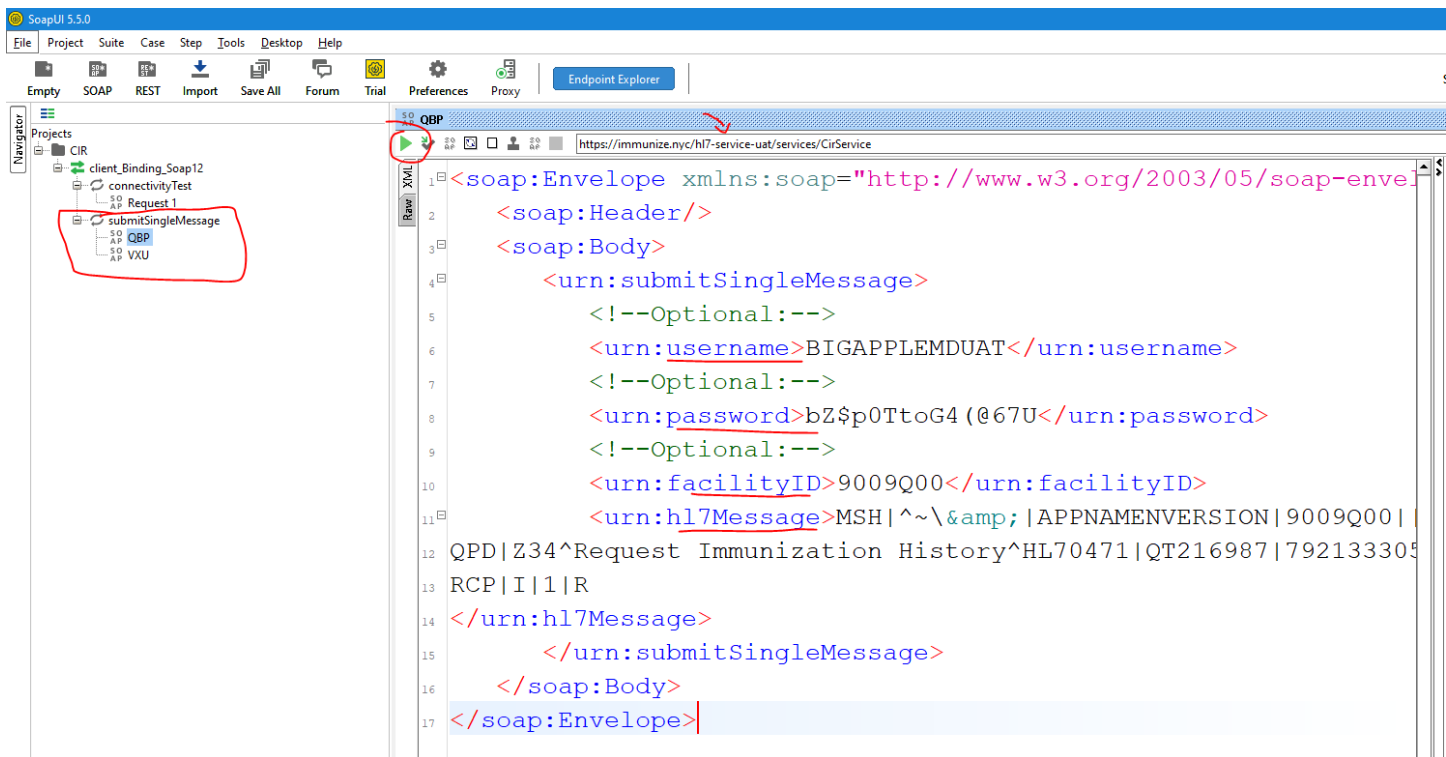 SoapUI 5.5.0
File Project Suite Case Step Tools Desktop Help
Empty SOAP REST Import Save All Forum Trial Preferences Proxy Endpoint Explorer
Navigator
Projects
CIR
client_Binding_Soap12
connectivityTest
Request 1
submitSingleMessage
QBP
VXU
QBP
https://immunize.nyc/hl7-service-uat/services/CirService
XML
Raw
1 <soap:Envelope xmlns:soap="http://www.w3.org/2003/05/soap-envel
2 <soap:Header/>
3 <soap:Body>
4 <urn:submitSingleMessage>
5 <!--Optional:-->
6 <urn:username>BIGAPPLEMDUAT</urn:username>
7 <!--Optional:-->
8 <urn:password>bZ$p0TtoG4(@67U</urn:password>
9 <!--Optional:-->
10 <urn:facilityID>9009Q00</urn:facilityID>
11 <urn:hl7Message>MSH|^~\&amp;|APPNAMENVERSION|9009Q00||
12 QPD|Z34^Request Immunization History^HL70471|QT216987|792133305
13 RCP|I|1|R
14 </urn:hl7Message>
15 </urn:submitSingleMessage>
16 </soap:Body>
17 </soap:Envelope>